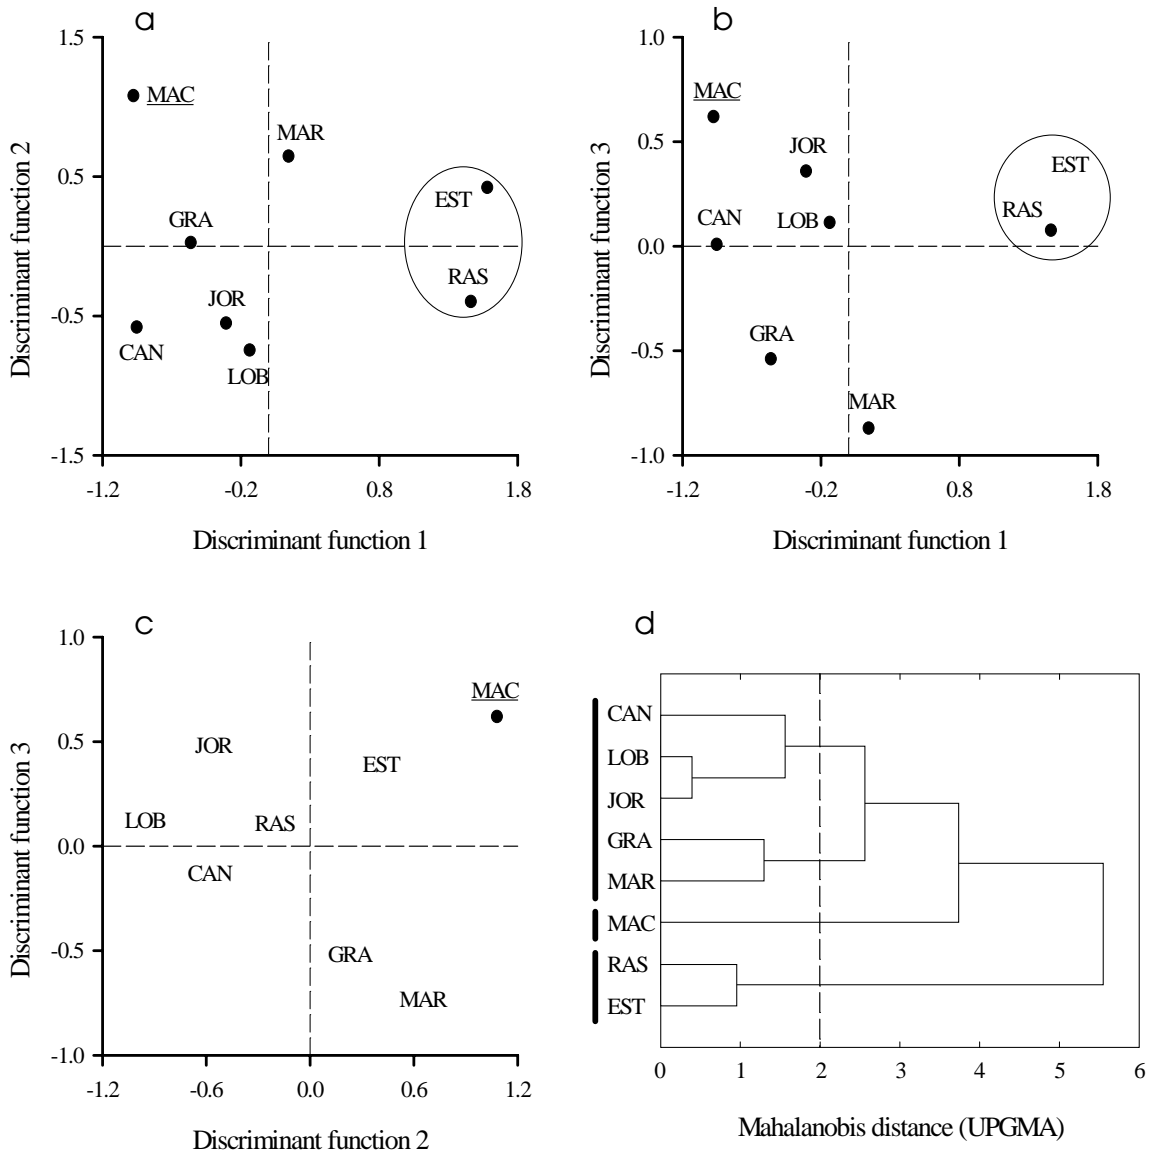 a
1.5
0.5
-0.5
-1.5
Discriminant function 2
MAC
MAR
EST
GRA
RAS
JOR
CAN
LOB
-1.2
-0.2
0.8
1.8
Discriminant function 1
b
1.0
0.5
0.0
-0.5
-1.0
Discriminant function 3
MAC
JOR
EST
CAN
LOB
RAS
GRA
MAR
-1.2
-0.2
0.8
1.8
Discriminant function 1
c
1.0
0.5
0.0
-0.5
-1.0
Discriminant function 3
MAC
JOR
EST
LOB
RAS
CAN
GRA
MAR
-1.2
-0.6
0.0
0.6
1.2
Discriminant function 2
d
CAN
LOB
JOR
GRA
MAR
MAC
RAS
EST
0
1
2
3
4
5
6
Mahalanobis distance (UPGMA)